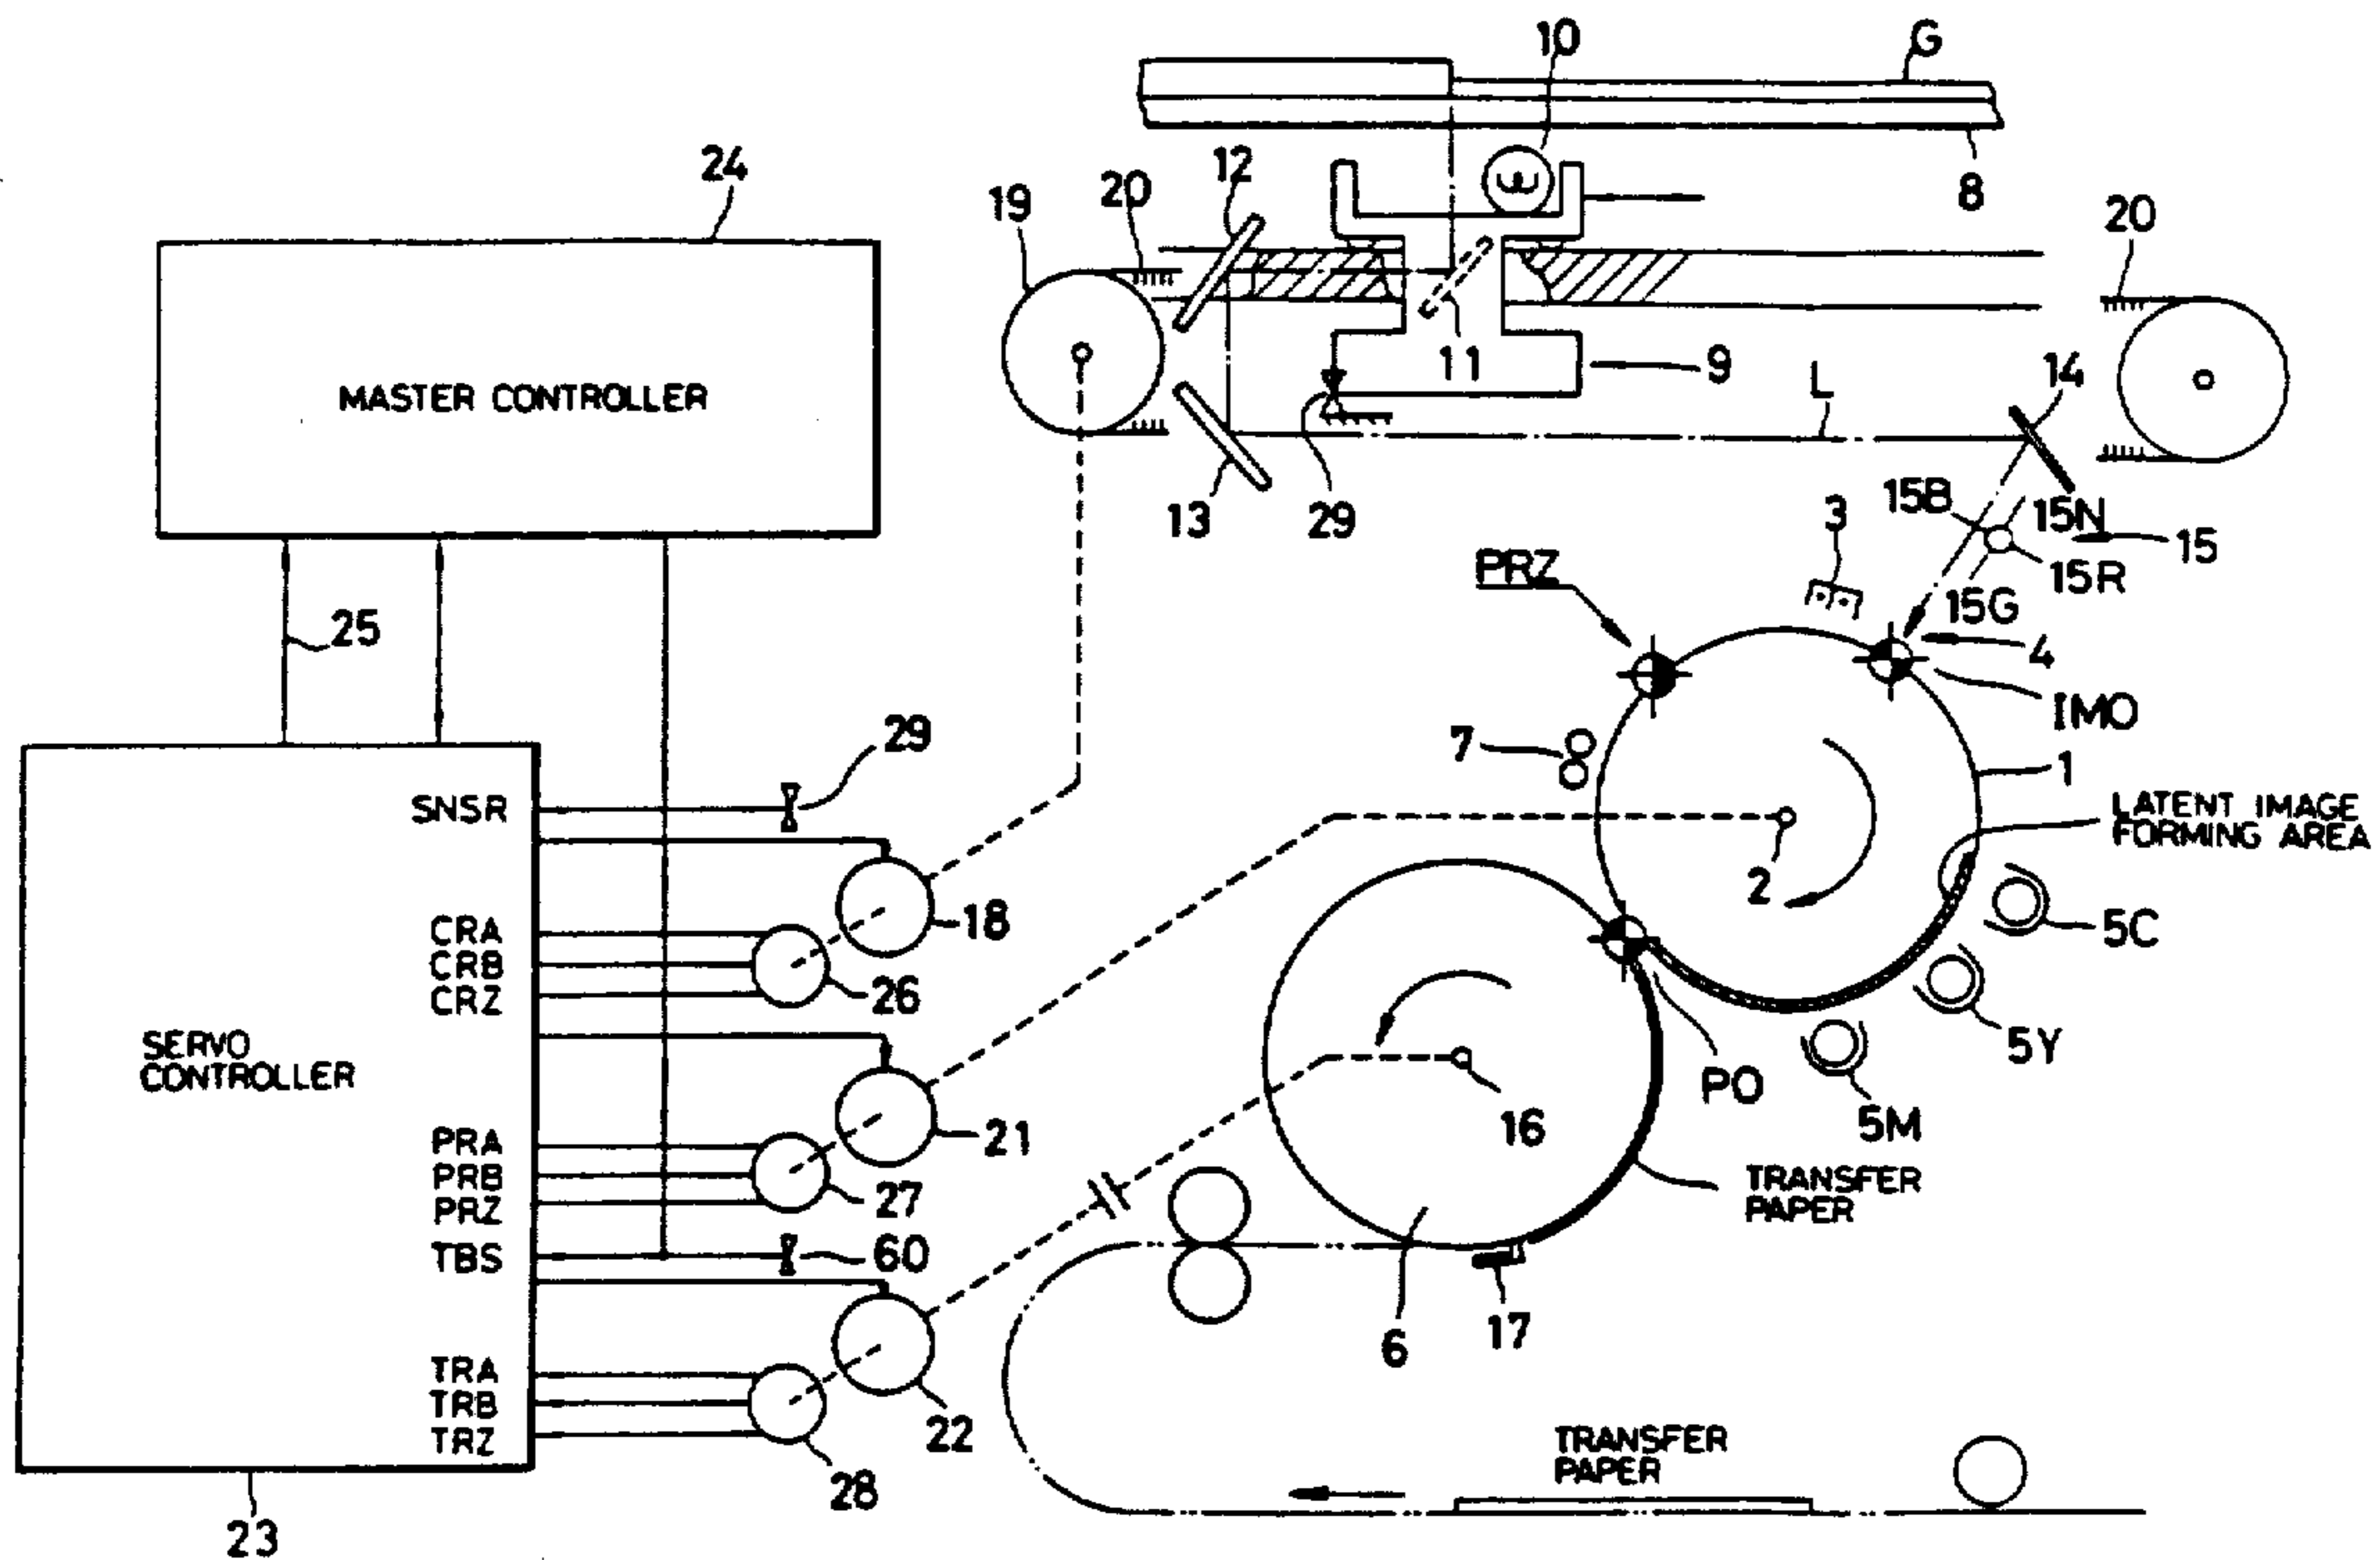 10
G
24
12
20
19
8
20
11
9
L
14
MASTER CONTROLLER
13
29
3
15B
15N
15
15R
15G
PRZ
4
25
IMO
29
7
1
SNSR
LATENT IMAGE
FORMING AREA
2
18
5C
CRA
CRB
CRZ
26
SERVO
CONTROLLER
5Y
PO
5M
16
21
PRA
PRB
PRZ
27
TRANSFER
PAPER
TBS
60
17
6
TRA
TRB
TRZ
22
28
TRANSFER
PAPER
23